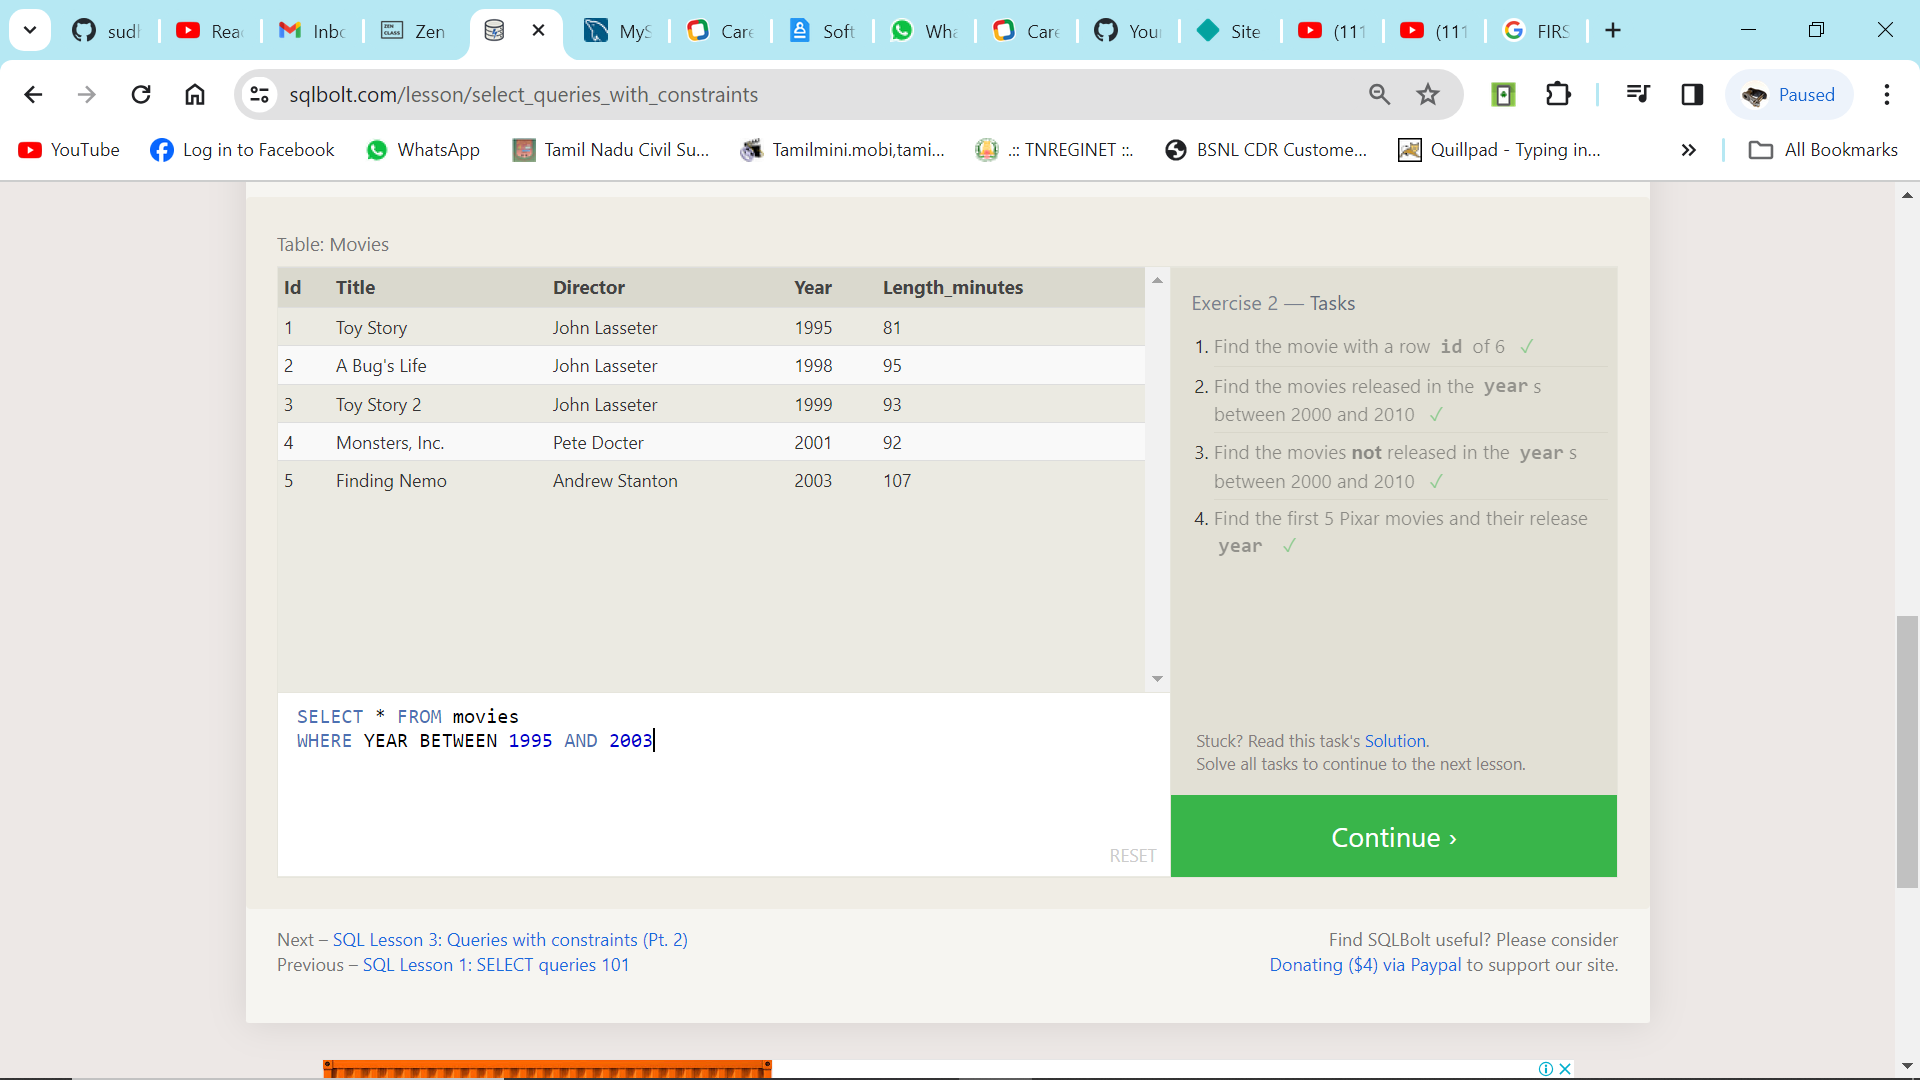 sudh
Rea
Inbo
Zen
MyS
Care
Soft
Wha
Care
Your
Site
(111
(111
FIRS
sqlbolt.com/lesson/select_queries_with_constraints
Paused
YouTube
Log in to Facebook
WhatsApp
Tamil Nadu Civil Su...
Tamilmini.mobi,tami...
.:: TNREGINET ::.
BSNL CDR Custome...
Quillpad - Typing in...
All Bookmarks
Table: Movies
Id Title Director Year Length_minutes
1 Toy Story John Lasseter 1995 81
2 A Bug's Life John Lasseter 1998 95
3 Toy Story 2 John Lasseter 1999 93
4 Monsters, Inc. Pete Docter 2001 92
5 Finding Nemo Andrew Stanton 2003 107
Exercise 2 — Tasks
1. Find the movie with a row id of 6 ✓
2. Find the movies released in the years
between 2000 and 2010 ✓
3. Find the movies not released in the years
between 2000 and 2010 ✓
4. Find the first 5 Pixar movies and their release
year ✓
SELECT * FROM movies
WHERE YEAR BETWEEN 1995 AND 2003
RESET
Stuck? Read this task's Solution.
Solve all tasks to continue to the next lesson.
Continue ›
Next – SQL Lesson 3: Queries with constraints (Pt. 2)
Previous – SQL Lesson 1: SELECT queries 101
Find SQLBolt useful? Please consider
Donating ($4) via Paypal to support our site.